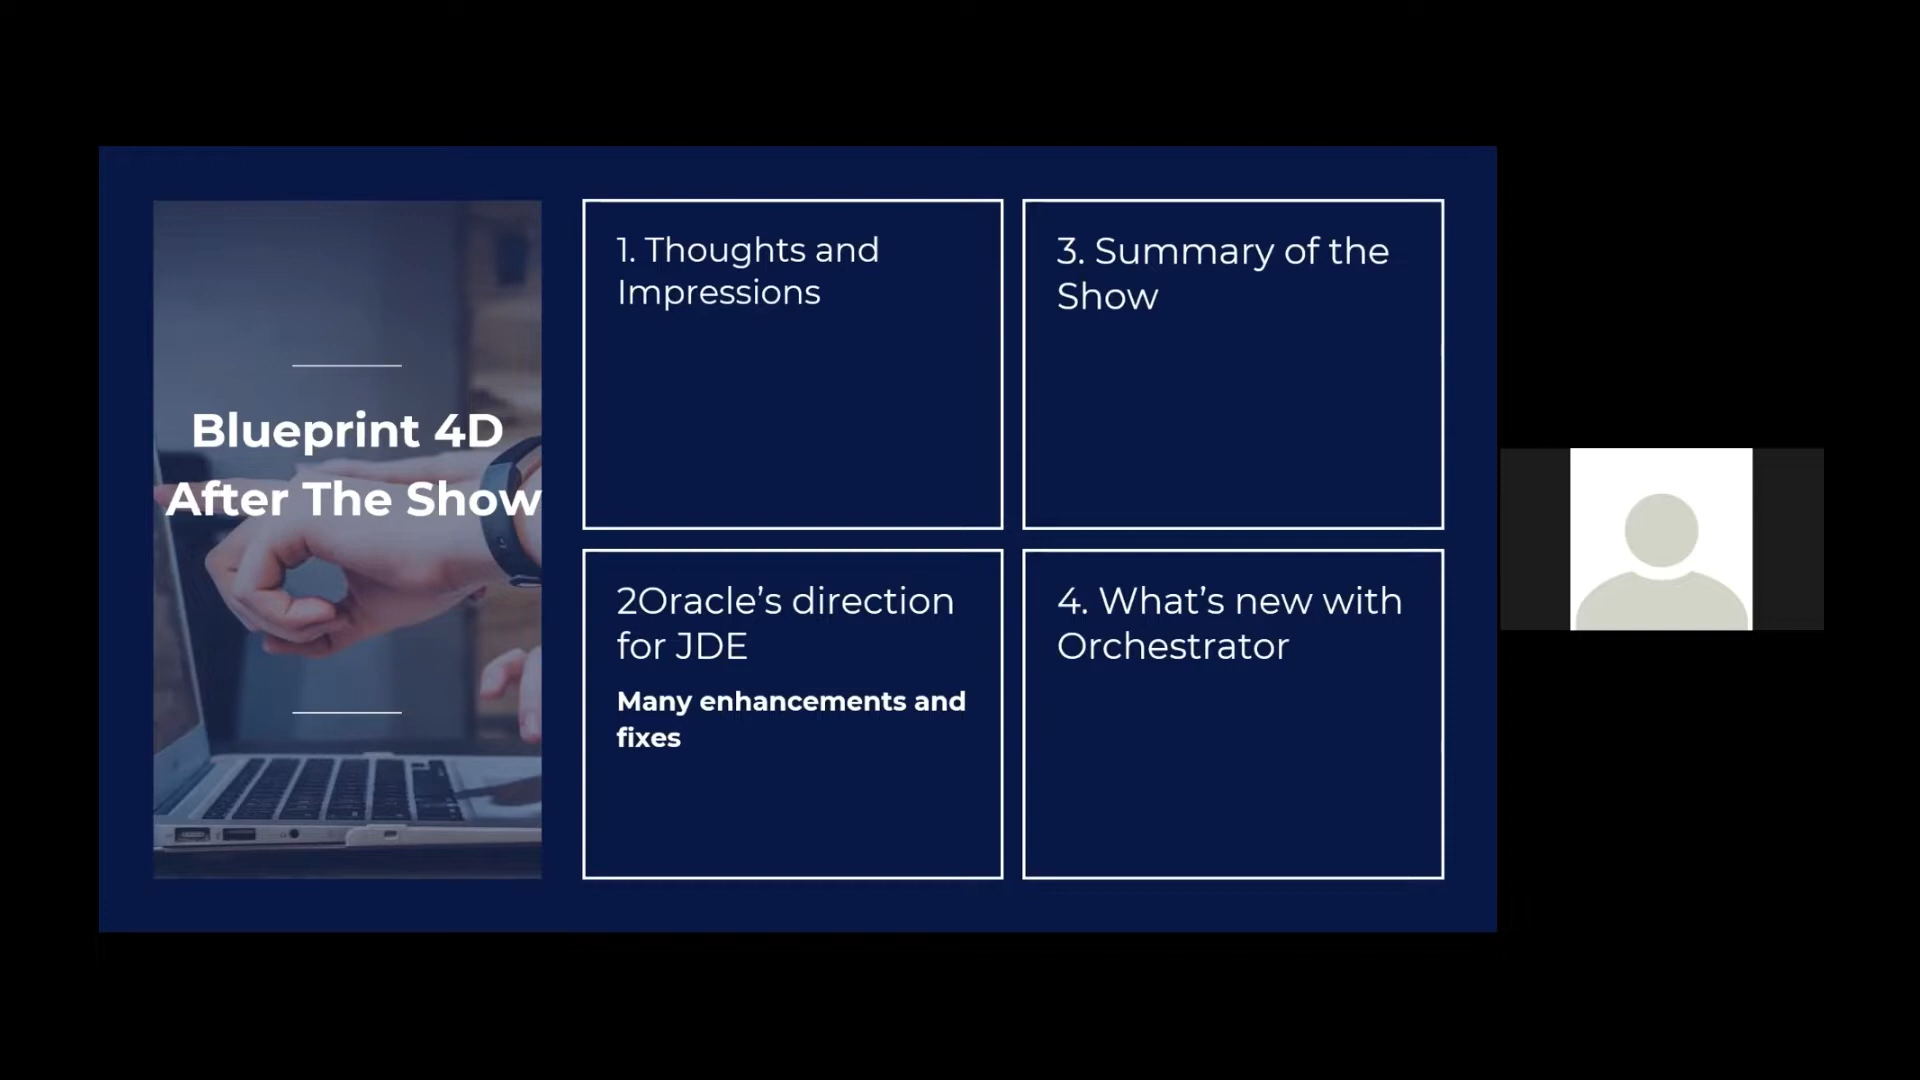 Blueprint 4D
After The Show
1. Thoughts and
Impressions
2Oracle’s direction
for JDE
Many enhancements and
fixes
3. Summary of the
Show
4. What’s new with
Orchestrator